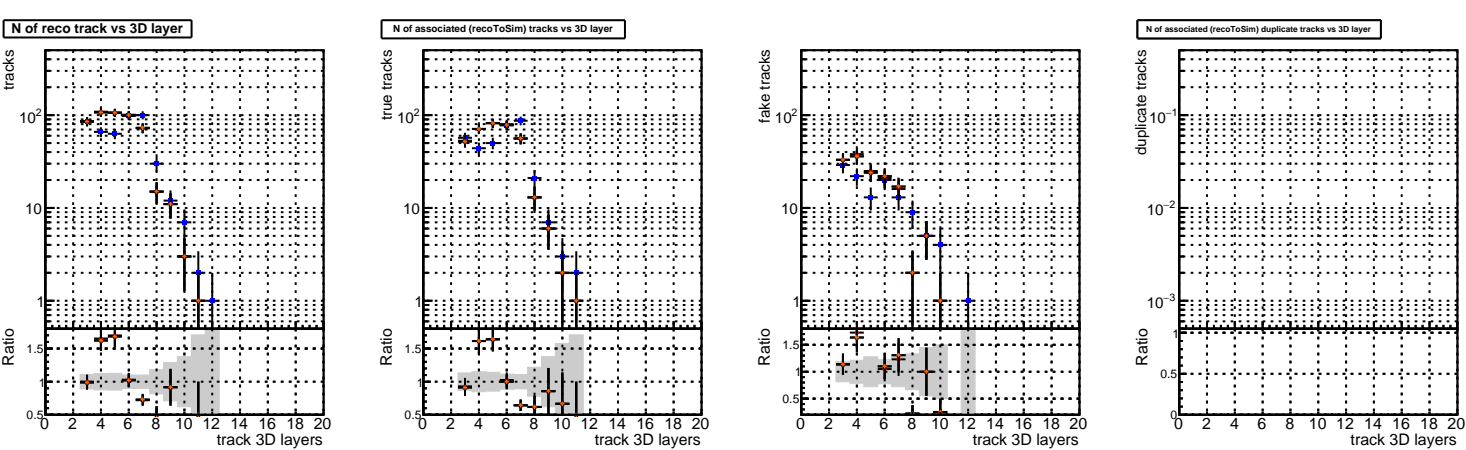 N of reco track vs 3D layer
tracks
10²
10
1
Ratio
1.5
1
0.5
0 2 4 6 8 10 12 14 16 18 20
track 3D layers
N of associated (recoToSim) tracks vs 3D layer
true tracks
10²
10
1
Ratio
1.5
1
0.5
0 2 4 6 8 10 12 14 16 18 20
track 3D layers
fake tracks
10²
10
1
Ratio
1.5
1
0.5
0 2 4 6 8 10 12 14 16 18 20
track 3D layers
N of associated (recoToSim) duplicate tracks vs 3D layer
duplicate tracks
10⁻¹
10⁻²
10⁻³
Ratio
1
0.5
0
0 2 4 6 8 10 12 14 16 18 20
track 3D layers